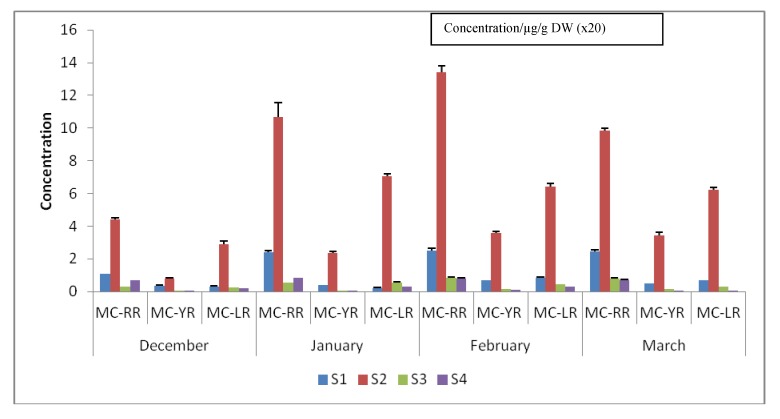 Concentration/µg/g DW (x20)
16
14
12
10
8
6
4
2
0
Concentration
MC-RR MC-YR MC-LR MC-RR MC-YR MC-LR MC-RR MC-YR MC-LR MC-RR MC-YR MC-LR
December January February March
S1 S2 S3 S4